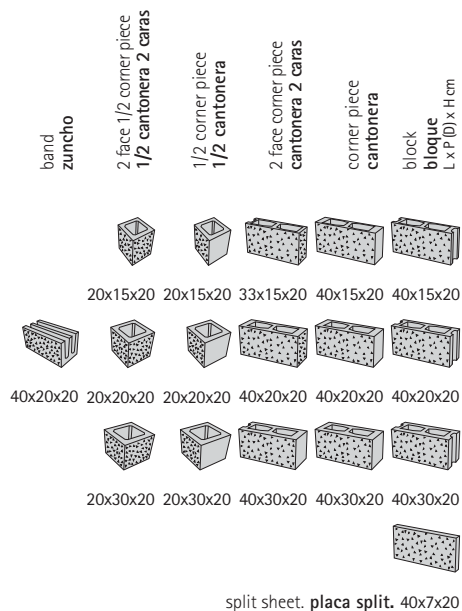 band
zuncho
2 face 1/2 corner piece
1/2 cantonera 2 caras
1/2 corner piece
1/2 cantonera
2 face corner piece
cantonera 2 caras
corner piece
cantonera
block
bloque
L x P (D) x H cm
20x15x20 20x15x20 33x15x20 40x15x20 40x15x20
40x20x20 20x20x20 20x20x20 40x20x20 40x20x20 40x20x20
20x30x20 20x30x20 40x30x20 40x30x20 40x30x20
split sheet. placa split. 40x7x20